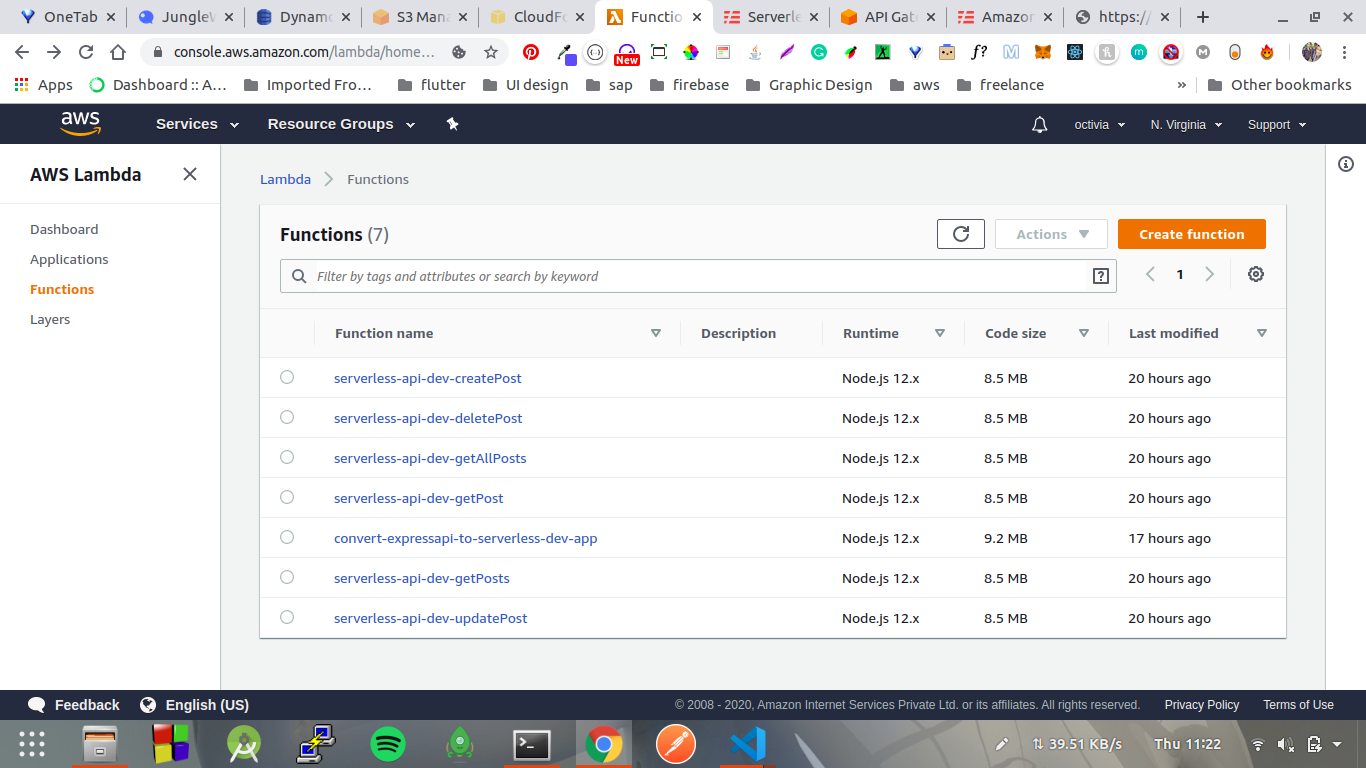 OneTab JungleW Dynamo S3 Mana CloudFo Functio Serverle API Gat Amazon https://
console.aws.amazon.com/lambda/home... New f?
Apps Dashboard :: A... Imported Fro... flutter UI design sap firebase Graphic Design aws freelance » Other bookmarks
aws Services Resource Groups octivia N. Virginia Support
AWS Lambda
Dashboard
Applications
Functions
Layers
Lambda Functions
Functions (7) Actions Create function
Filter by tags and attributes or search by keyword ? 1
Function name Description Runtime Code size Last modified
serverless-api-dev-createPost Node.js 12.x 8.5 MB 20 hours ago
serverless-api-dev-deletePost Node.js 12.x 8.5 MB 20 hours ago
serverless-api-dev-getAllPosts Node.js 12.x 8.5 MB 20 hours ago
serverless-api-dev-getPost Node.js 12.x 8.5 MB 20 hours ago
convert-expressapi-to-serverless-dev-app Node.js 12.x 9.2 MB 17 hours ago
serverless-api-dev-getPosts Node.js 12.x 8.5 MB 20 hours ago
serverless-api-dev-updatePost Node.js 12.x 8.5 MB 20 hours ago
Feedback English (US) © 2008 - 2020, Amazon Internet Services Private Ltd. or its affiliates. All rights reserved. Privacy Policy Terms of Use
39.51 KB/s Thu 11:22